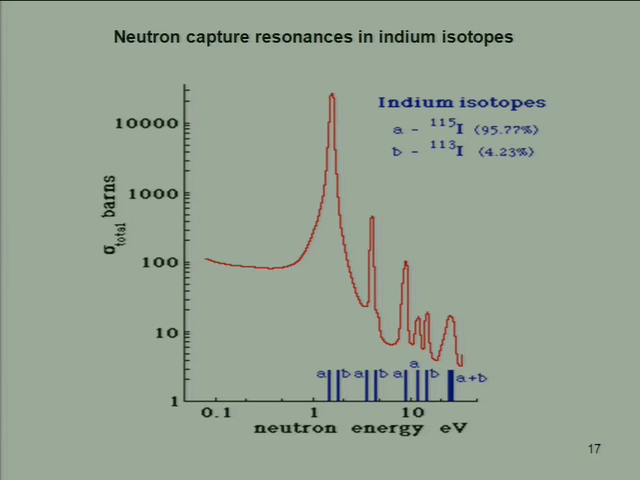 Neutron capture resonances in indium isotopes
Indium isotopes
a - ¹¹⁵I (95.77%)
b - ¹¹³I (4.23%)
10000
1000
100
10
1
σtotal barns
a b a b a a b a+b
0.1 1 10
neutron energy eV
17